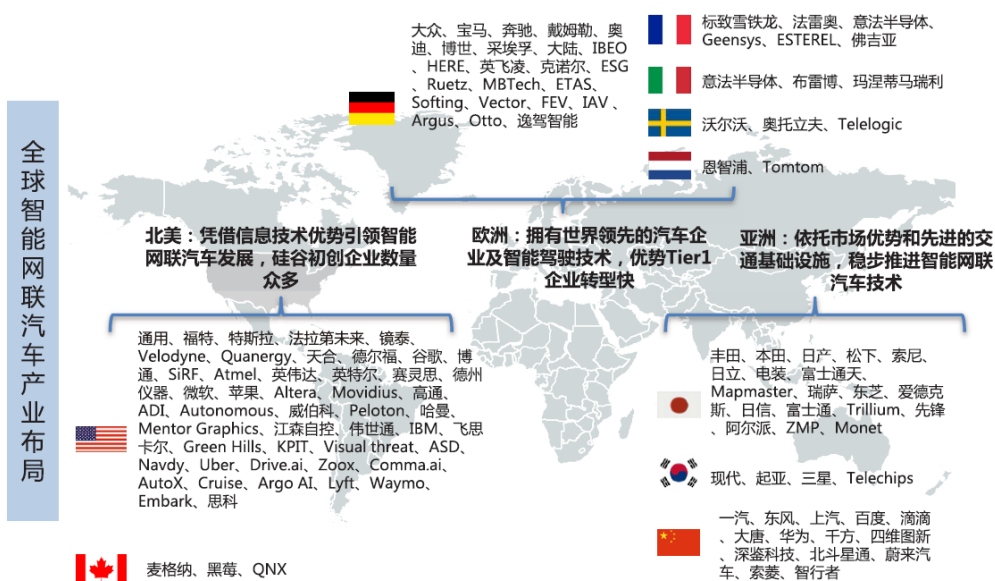 全球智能网联汽车产业布局
大众、宝马、奔驰、戴姆勒、奥
迪、博世、采埃孚、大陆、IBEO
、HERE、英飞凌、克诺尔、ESG
、Ruetz、MBTech、ETAS、
Softing、Vector、FEV、IAV 、
Argus、Otto、逸驾智能
标致雪铁龙、法雷奥、意法半导体、
Geensys、ESTEREL、佛吉亚
意法半导体、布雷博、玛涅蒂马瑞利
沃尔沃、奥托立夫、Telelogic
恩智浦、Tomtom
北美：凭借信息技术优势引领智能
网联汽车发展，硅谷初创企业数量
众多
欧洲：拥有世界领先的汽车企
业及智能驾驶技术，优势Tier1
企业转型快
亚洲：依托市场优势和先进的交
通基础设施，稳步推进智能网联
汽车技术
通用、福特、特斯拉、法拉第未来、镜泰、
Velodyne、Quanergy、天合、德尔福、谷歌、博
通、SiRF、Atmel、英伟达、英特尔、赛灵思、德州
仪器、微软、苹果、Altera、Movidius、高通、
ADI、Autonomous、威伯科、Peloton、哈曼、
Mentor Graphics、江森自控、伟世通、IBM、飞思
卡尔、Green Hills、KPIT、Visual threat、ASD、
Navdy、Uber、Drive.ai、Zoox、Comma.ai、
AutoX、Cruise、Argo AI、Lyft、Waymo、
Embark、思科
麦格纳、黑莓、QNX
丰田、本田、日产、松下、索尼、
日立、电装、富士通天、
Mapmaster、瑞萨、东芝、爱德克
斯、日信、富士通、Trillium、先锋
、阿尔派、ZMP、Monet
现代、起亚、三星、Telechips
一汽、东风、上汽、百度、滴滴
、大唐、华为、千方、四维图新
、深鉴科技、北斗星通、蔚来汽
车、索菱、智行者